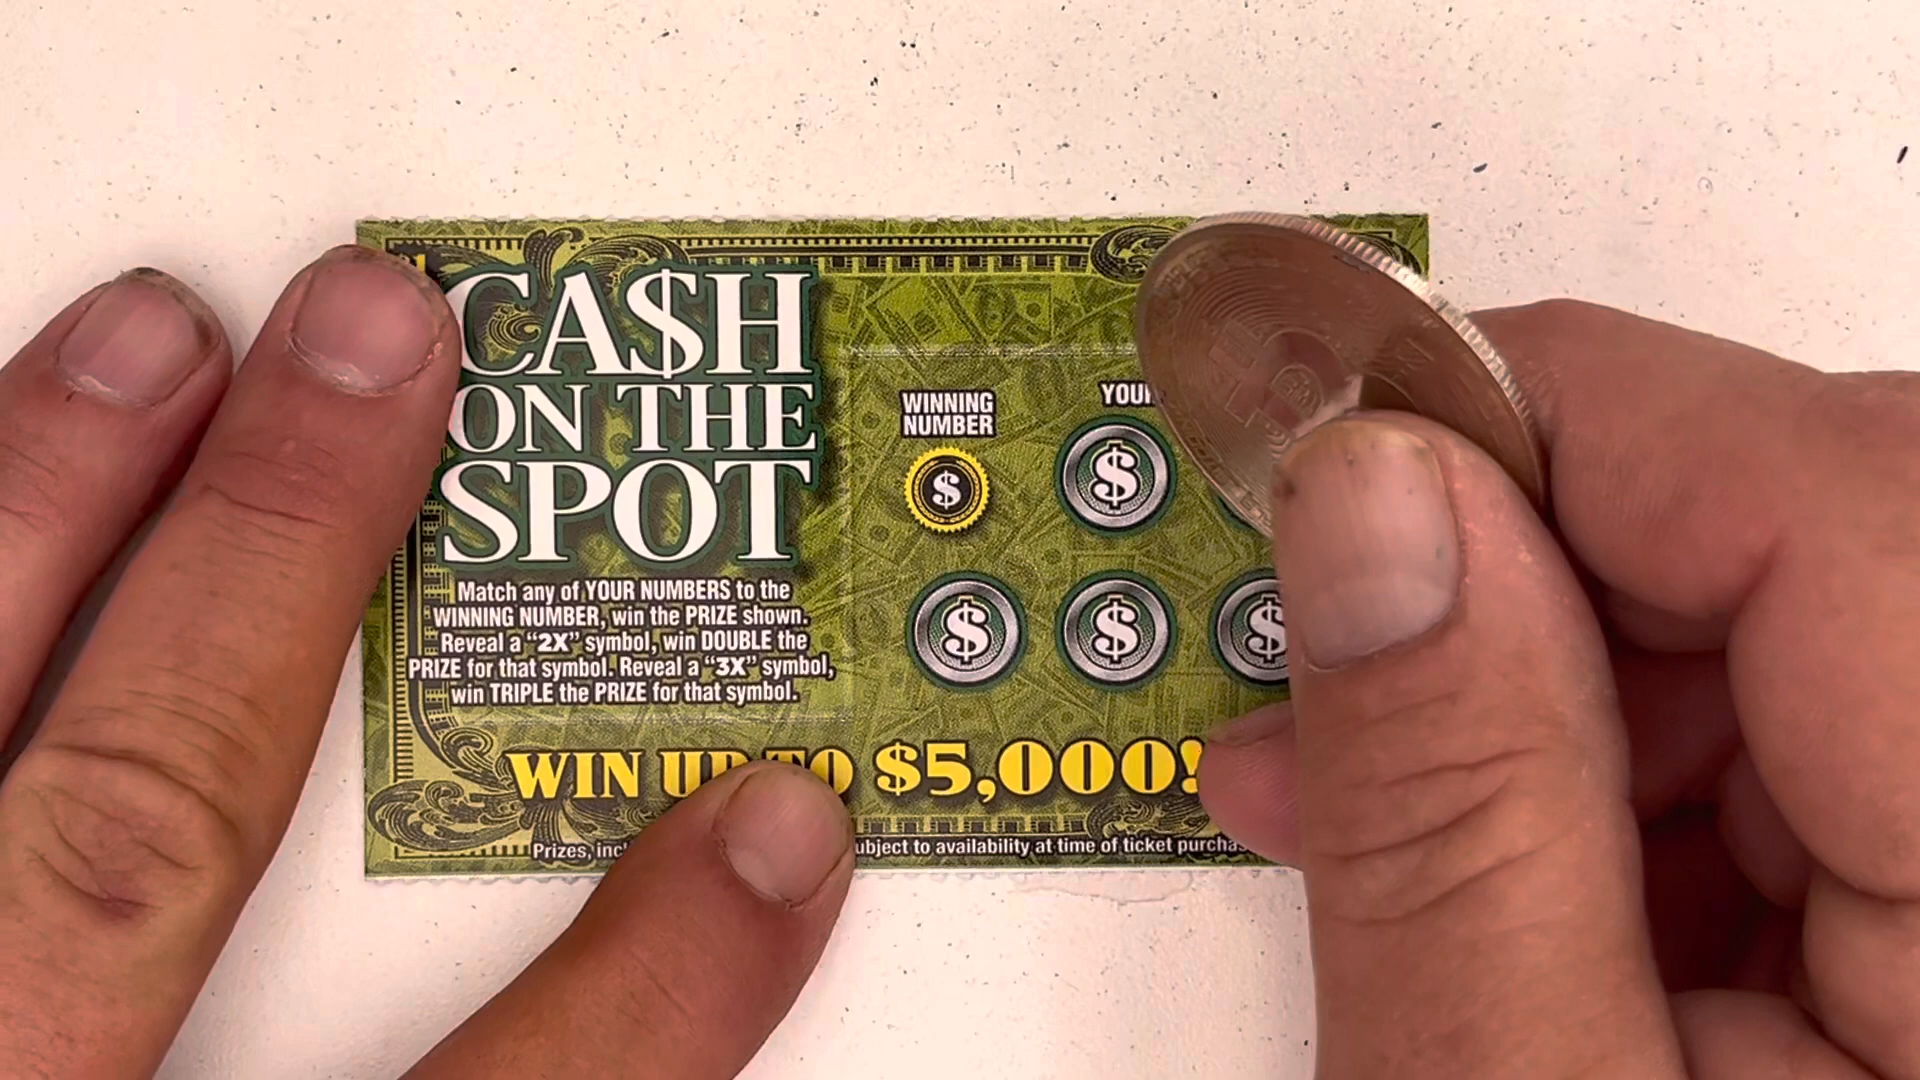 CA$H
ON THE
SPOT
Match any of YOUR NUMBERS to the
WINNING NUMBER, win the PRIZE shown.
Reveal a “2X” symbol, win DOUBLE the
PRIZE for that symbol. Reveal a “3X” symbol,
win TRIPLE the PRIZE for that symbol.
WINNING
NUMBER
YOUR
$
$
$
$
$
WIN UP TO $5,000!
Prizes, subject to availability at time of ticket